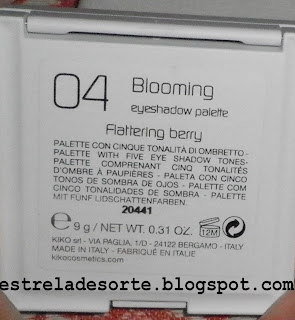 04 Blooming
eyeshadow palette
Flattering berry
PALETTE CON CINQUE TONALITÀ DI OMBRETTO -
PALETTE WITH FIVE EYE SHADOW TONES-
PALETTE COMPRENANT CINQ TONALITÉS
D'OMBRE À PAUPIÈRES - PALETA CON CINCO
TONOS DE SOMBRA DE OJOS - PALETTE COM
CINCO TONALIDADES DE SOMBRA - PALETTE
MIT FÜNF LIDSCHATTENFARBEN.
20441
℮ 9 g / WT. 0.31 OZ. 12M
KIKO srl - VIA PAGLIA, 1/D - 24122 BERGAMO - ITALY
MADE IN ITALY - FABRIQUÉ EN ITALIE
kikocosmetics.com
estreladesorte.blogspot.com